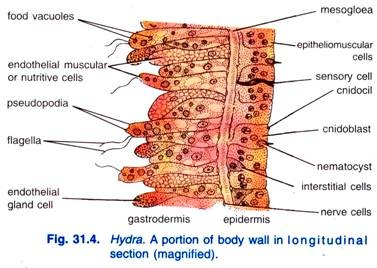 food vacuoles
endothelial muscular
or nutritive cells
pseudopodia
flagella
endothelial
gland cell
mesogloea
epitheliomuscular
cells
sensory cell
cnidocil
cnidoblast
nematocyst
interstitial cells
nerve cells
gastrodermis epidermis
Fig. 31.4. Hydra. A portion of body wall in longitudinal
section (magnified).